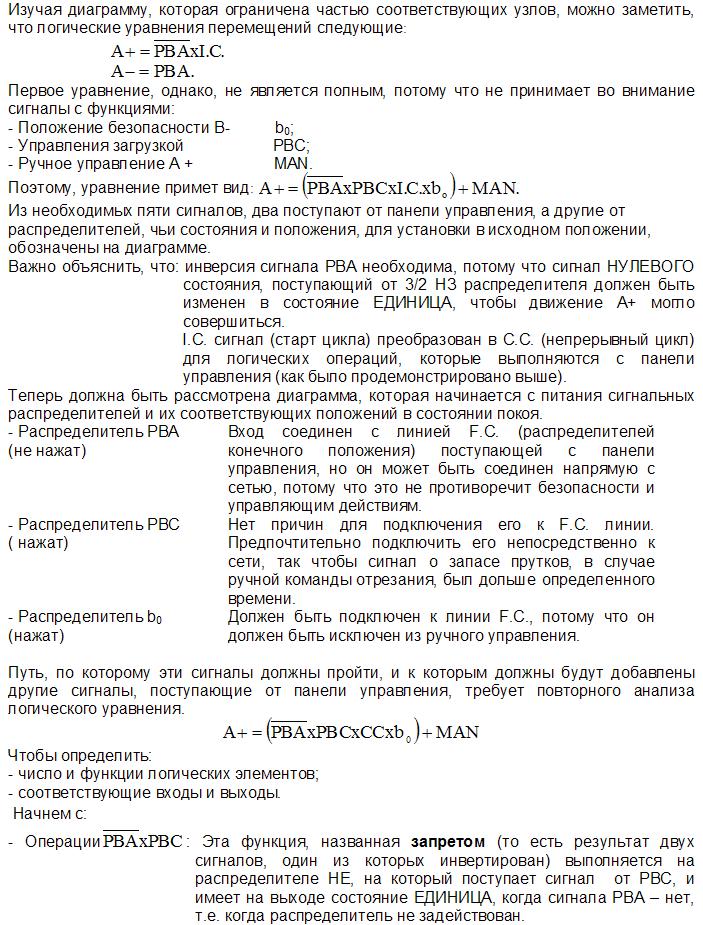 Изучая диаграмму, которая ограничена частью соответствующих узлов, можно заметить,
что логические уравнения перемещений следующие:
A+ = P̅B̅A̅xI.C.
A− = PBA.
Первое уравнение, однако, не является полным, потому что не принимает во внимание
сигналы с функциями:
- Положение безопасности В- b₀;
- Управления загрузкой PBC;
- Ручное управление А + MAN.
Поэтому, уравнение примет вид: A+ = (P̅B̅A̅xPBCxI.C.xb₀) + MAN.
Из необходимых пяти сигналов, два поступают от панели управления, а другие от
распределителей, чьи состояния и положения, для установки в исходном положении,
обозначены на диаграмме.
Важно объяснить, что: инверсия сигнала PBA необходима, потому что сигнал НУЛЕВОГО
состояния, поступающий от 3/2 НЗ распределителя должен быть
изменен в состояние ЕДИНИЦА, чтобы движение А+ могло
совершиться.
I.C. сигнал (старт цикла) преобразован в C.C. (непрерывный цикл)
для логических операций, которые выполняются с панели
управления (как было продемонстрировано выше).
Теперь должна быть рассмотрена диаграмма, которая начинается с питания сигнальных
распределителей и их соответствующих положений в состоянии покоя.
- Распределитель PBA Вход соединен с линией F.C. (распределителей
(не нажат) конечного положения) поступающей с панели
управления, но он может быть соединен напрямую с
сетью, потому что это не противоречит безопасности и
управляющим действиям.
- Распределитель PBC Нет причин для подключения его к F.C. линии.
( нажат) Предпочтительно подключить его непосредственно к
сети, так чтобы сигнал о запасе прутков, в случае
ручной команды отрезания, был дольше определенного
времени.
- Распределитель b₀ Должен быть подключен к линии F.C., потому что он
(нажат) должен быть исключен из ручного управления.
Путь, по которому эти сигналы должны пройти, и к которым должны будут добавлены
другие сигналы, поступающие от панели управления, требует повторного анализа
логического уравнения.
A+ = (P̅B̅A̅xPBCxCCxb₀) + MAN
Чтобы определить:
- число и функции логических элементов;
- соответствующие входы и выходы.
Начнем с:
- Операции P̅B̅A̅xPBC : Эта функция, названная запретом (то есть результат двух
сигналов, один из которых инвертирован) выполняется на
распределителе НЕ, на который поступает сигнал от PBC, и
имеет на выходе состояние ЕДИНИЦА, когда сигнала PBA – нет,
т.е. когда распределитель не задействован.